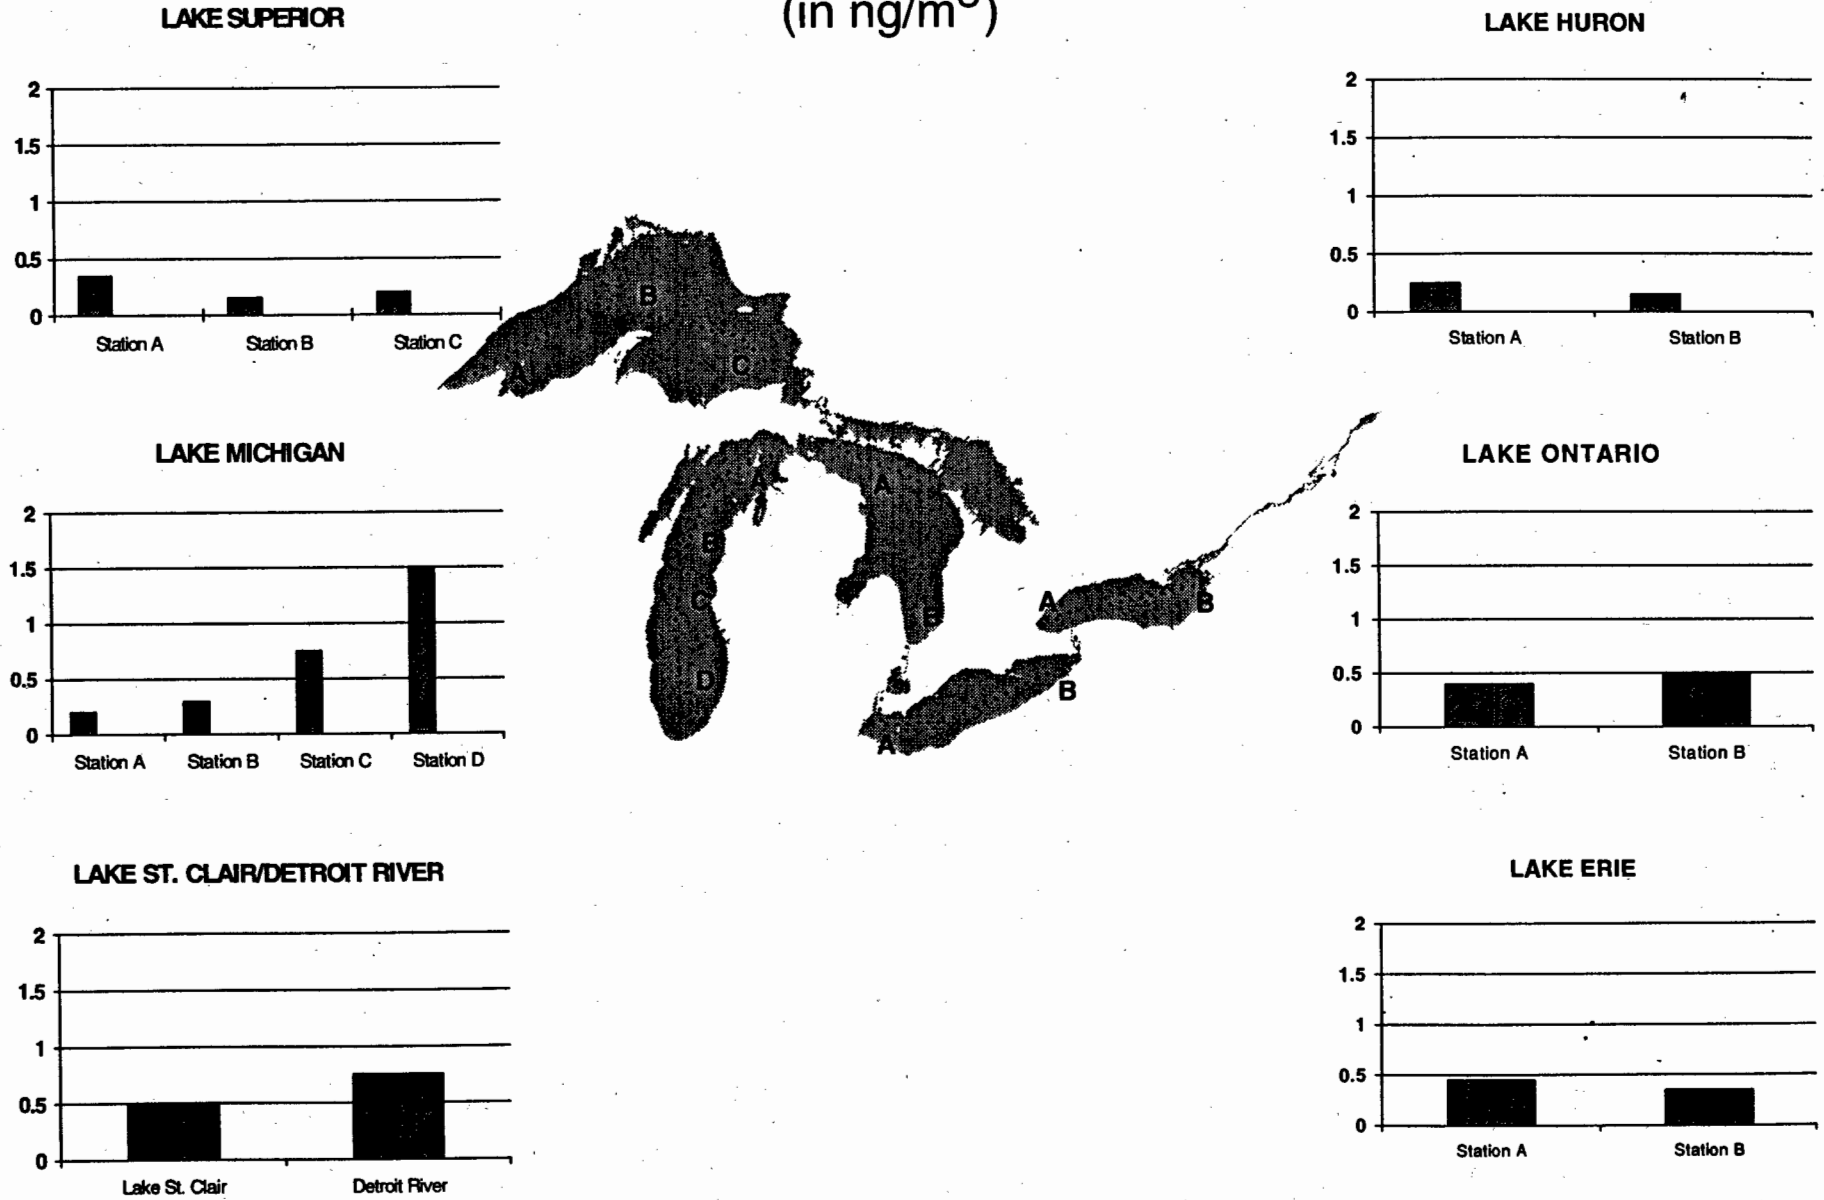 (in ng/m3)
LAKE SUPERIOR
2
1.5
1
0.5
0
Station A
Station B
Station C
LAKE HURON
2
1.5
1
0.5
0
Station A
Station B
LAKE MICHIGAN
2
1.5
1
0.5
0
Station A
Station B
Station C
Station D
LAKE ONTARIO
2
1.5
1
0.5
0
Station A
Station B
LAKE ST. CLAIR/DETROIT RIVER
2
1.5
1
0.5
0
Lake St. Clair
Detroit River
LAKE ERIE
2
1.5
1
0.5
0
Station A
Station B
B
C
A
A
A
B
C
B
D
A
B
B
A